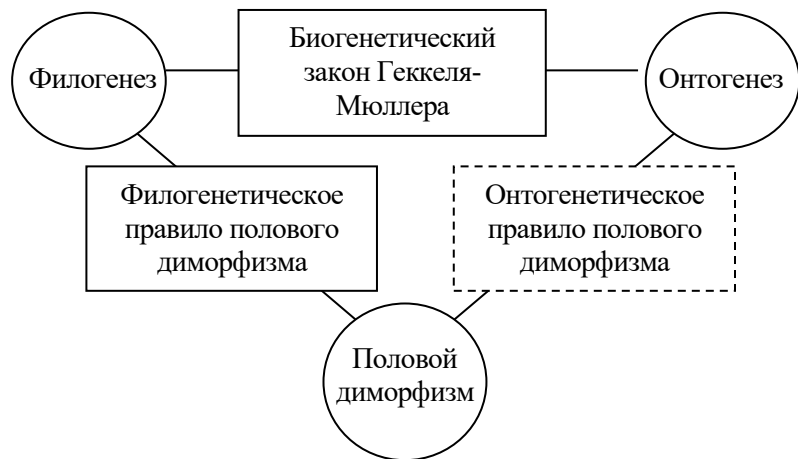 Филогенез
Биогенетический
закон Геккеля-
Мюллера
Онтогенез
Филогенетическое
правило полового
диморфизма
Онтогенетическое
правило полового
диморфизма
Половой
диморфизм